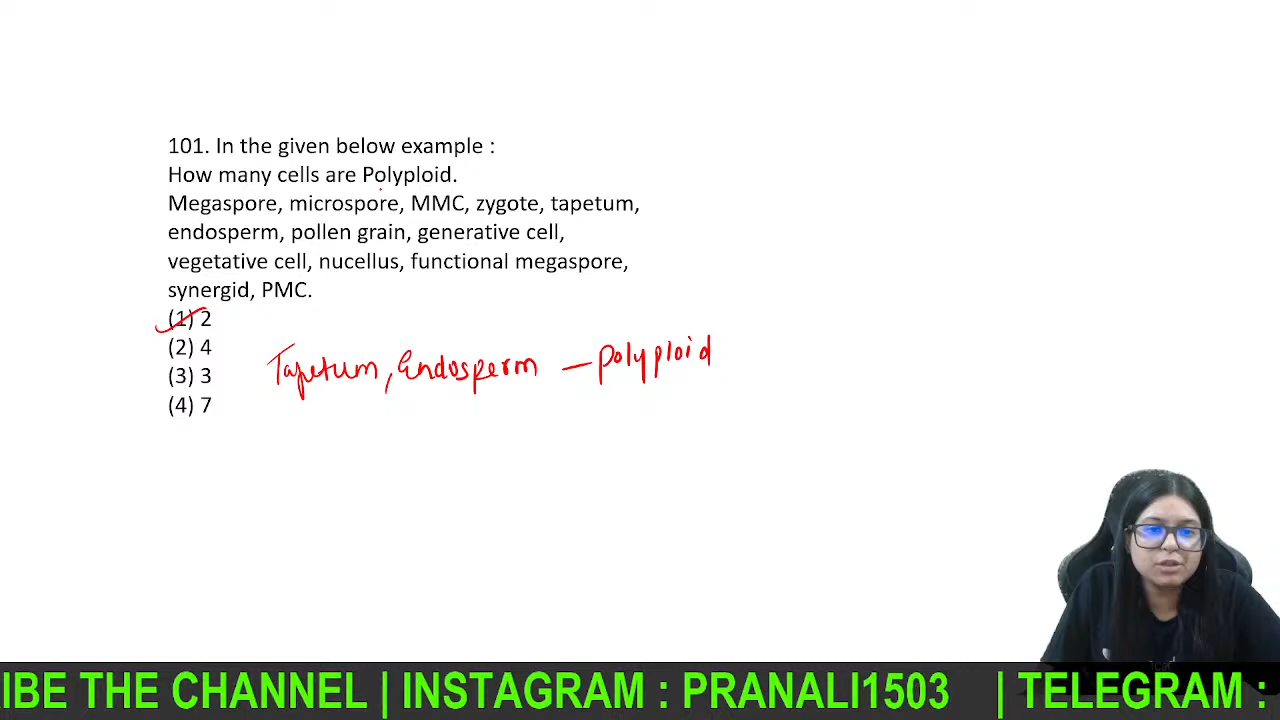 101. In the given below example :
How many cells are Polyploid.
Megaspore, microspore, MMC, zygote, tapetum,
endosperm, pollen grain, generative cell,
vegetative cell, nucellus, functional megaspore,
synergid, PMC.
(1) 2
(2) 4
(3) 3
(4) 7
Tapetum, Endosperm — polyploid
IBE THE CHANNEL | INSTAGRAM : PRANALI1503 | TELEGRAM :